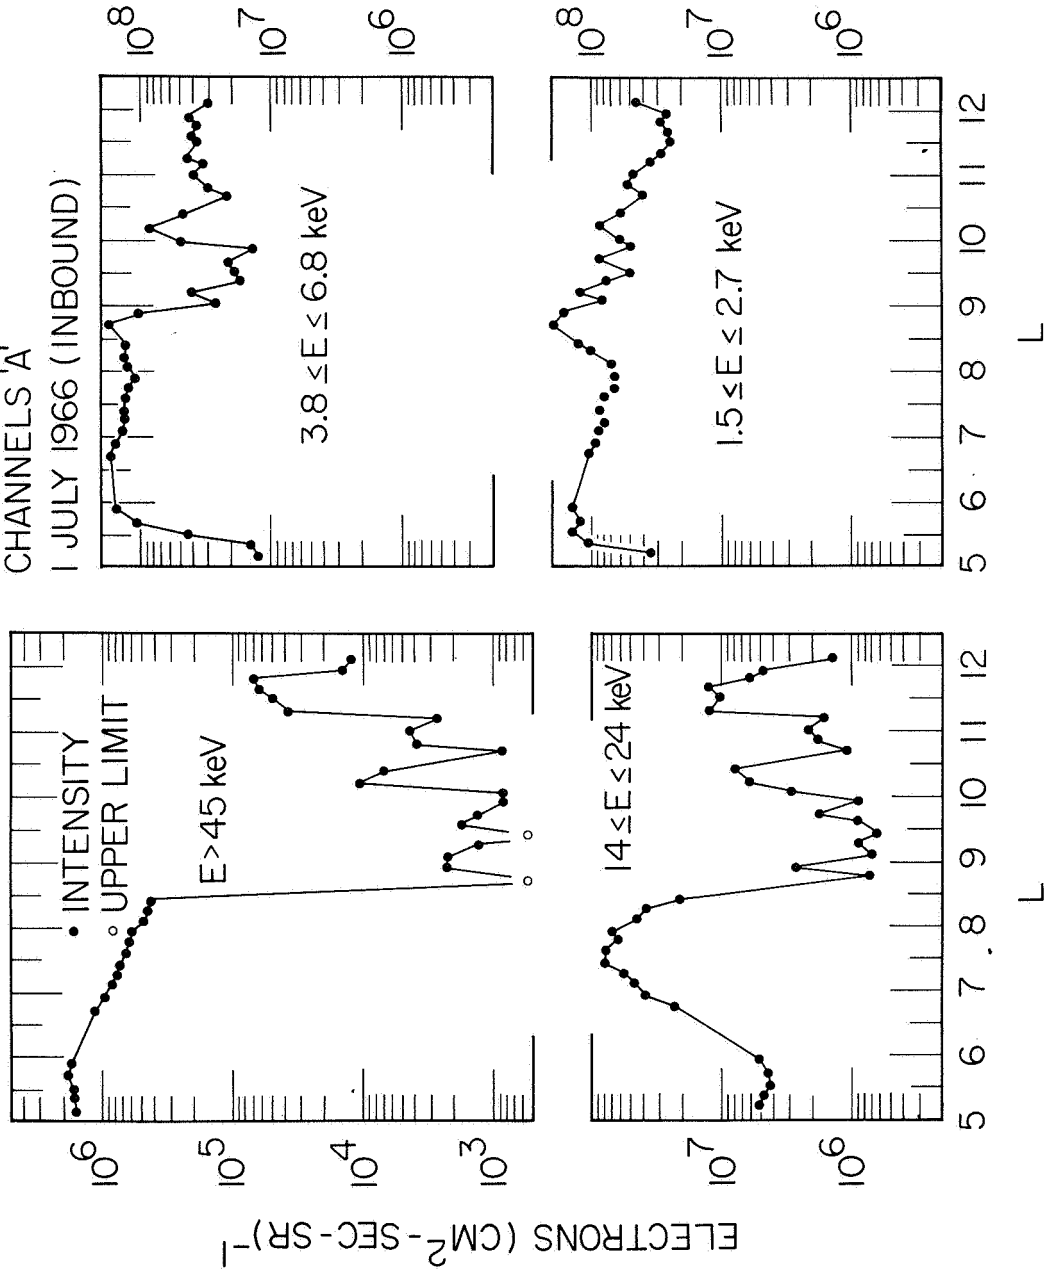 CHANNELS 'A'
1 JULY 1966 (INBOUND)
● INTENSITY
○ UPPER LIMIT
E > 45 keV
10⁶
10⁵
10⁴
10³
3.8 ≤ E ≤ 6.8 keV
10⁸
10⁷
10⁶
14 ≤ E ≤ 24 keV
10⁷
10⁶
5 6 7 8 9 10 11 12
L
1.5 ≤ E ≤ 2.7 keV
10⁸
10⁷
10⁶
5 6 7 8 9 10 11 12
L
ELECTRONS (CM²-SEC-SR)⁻¹